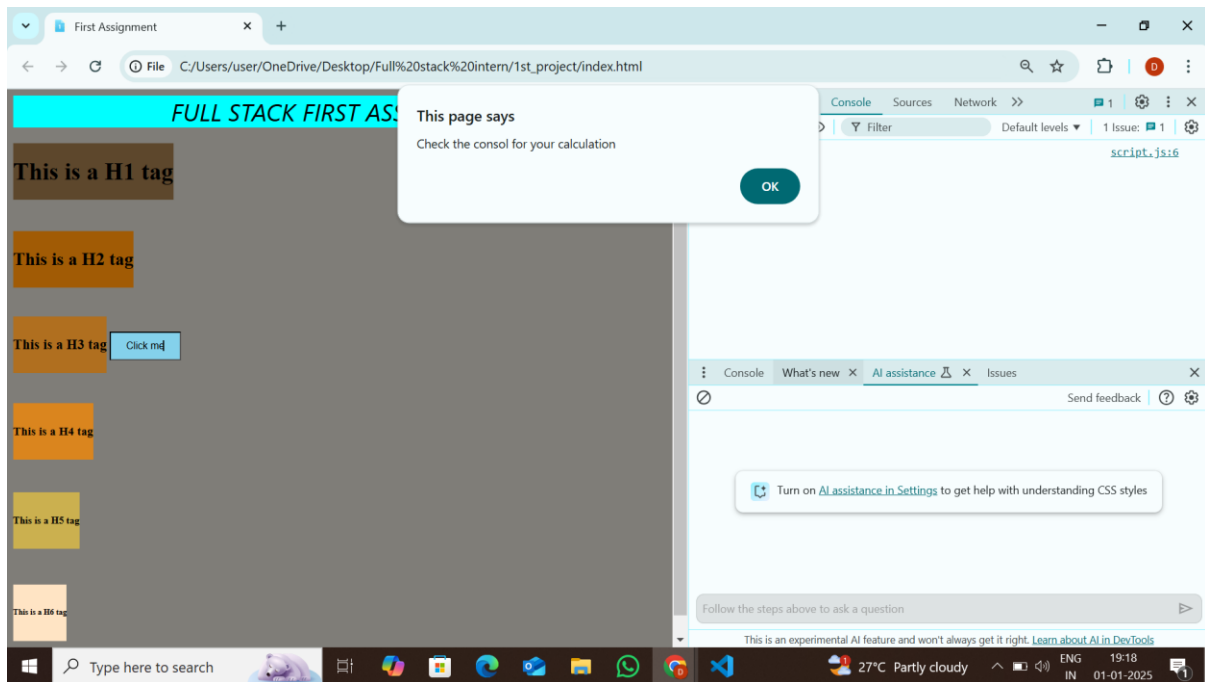 First Assignment
File C:/Users/user/OneDrive/Desktop/Full%20stack%20intern/1st_project/index.html
D
FULL STACK FIRST ASS
This page says
Check the consol for your calculation
OK
Console Sources Network 1
Filter Default levels 1 Issue: 1
script.js:6
This is a H1 tag
This is a H2 tag
This is a H3 tag Click me
This is a H4 tag
This is a H5 tag
This is a H6 tag
Console What's new AI assistance Issues
Send feedback
Turn on AI assistance in Settings to get help with understanding CSS styles
Follow the steps above to ask a question
This is an experimental AI feature and won't always get it right. Learn about AI in DevTools
Type here to search
27°C Partly cloudy
ENG
IN
19:18
01-01-2025
1